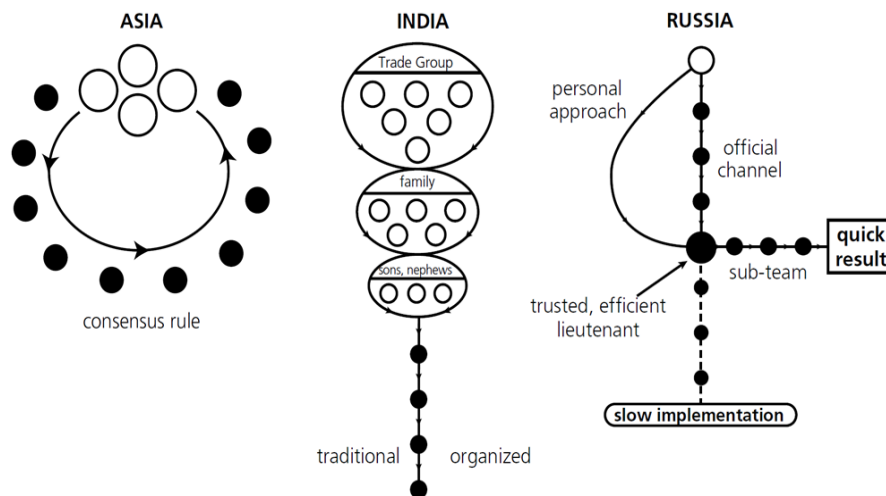 ASIA
consensus rule
INDIA
Trade Group
family
sons, nephews
traditional
organized
RUSSIA
personal
approach
official
channel
quick
result
sub-team
trusted, efficient
lieutenant
slow implementation